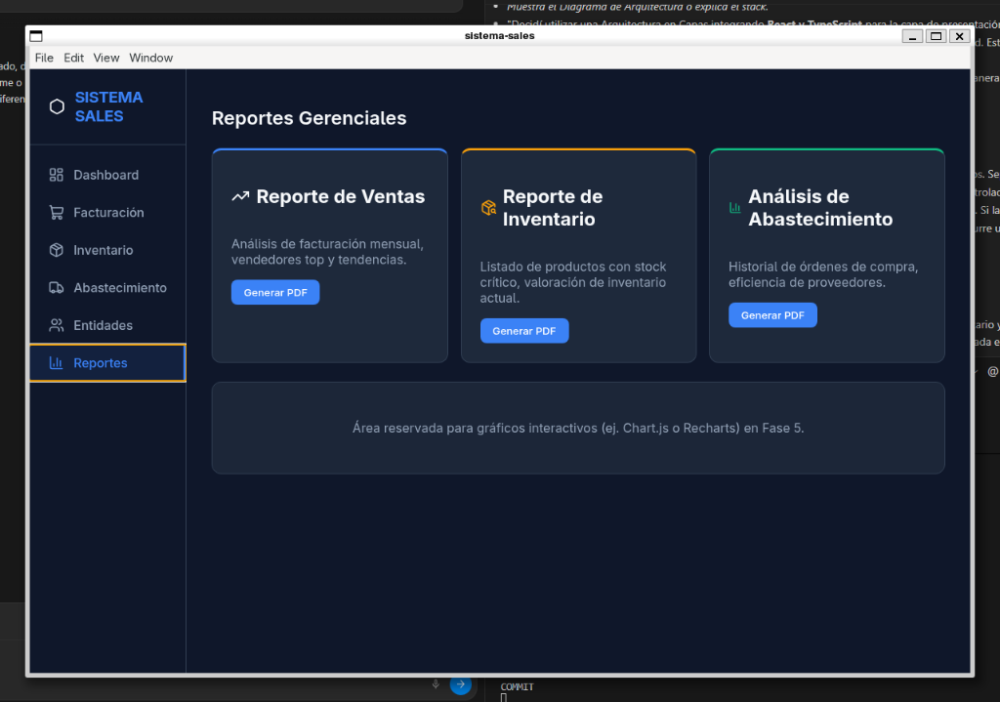 Muestra el Diagrama de Arquitectura o explica el stack.
"Decidí utilizar una Arquitectura en Capas integrando React y TypeScript para la capa de presentación
sistema-sales
File Edit View Window
SISTEMA
SALES
Dashboard
Facturación
Inventario
Abastecimiento
Entidades
Reportes
Reportes Gerenciales
Reporte de Ventas
Análisis de facturación mensual,
vendedores top y tendencias.
Generar PDF
Reporte de
Inventario
Listado de productos con stock
crítico, valoración de inventario
actual.
Generar PDF
Análisis de
Abastecimiento
Historial de órdenes de compra,
eficiencia de proveedores.
Generar PDF
Área reservada para gráficos interactivos (ej. Chart.js o Recharts) en Fase 5.
@
COMMIT